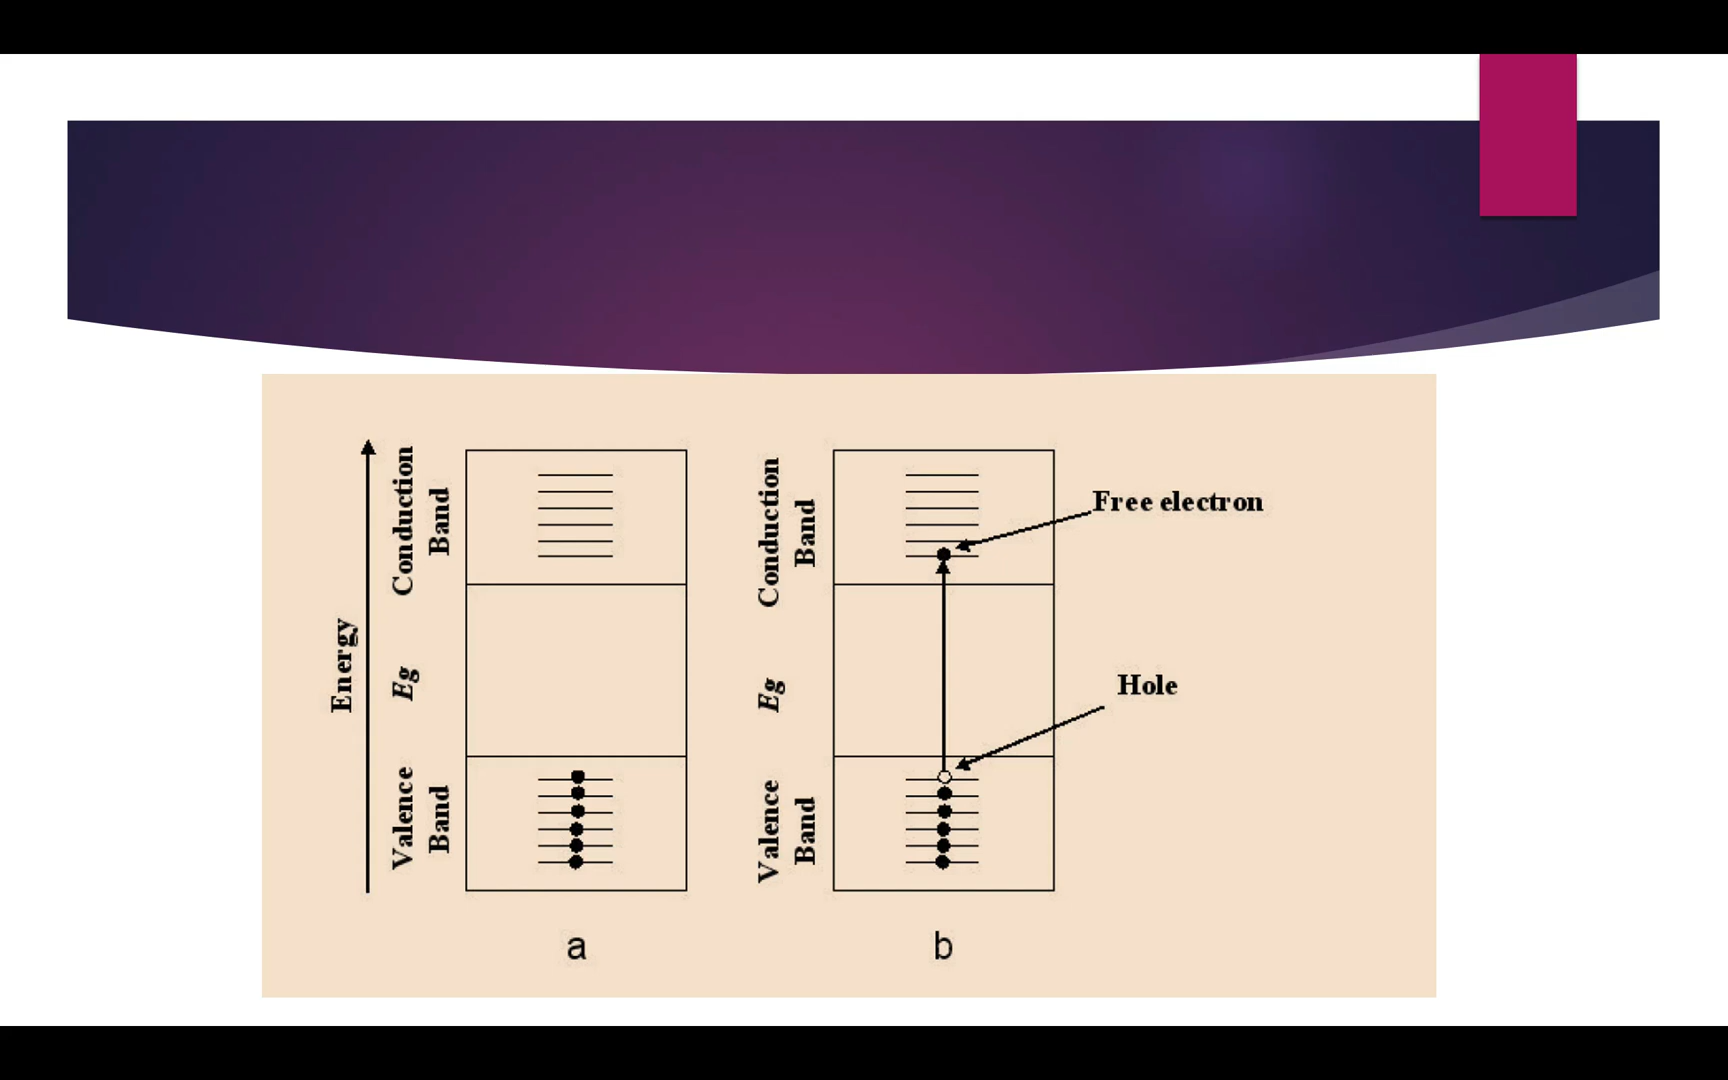 Energy
Conduction
Band
Eg
Valence
Band
a
Conduction
Band
Eg
Valence
Band
b
Free electron
Hole